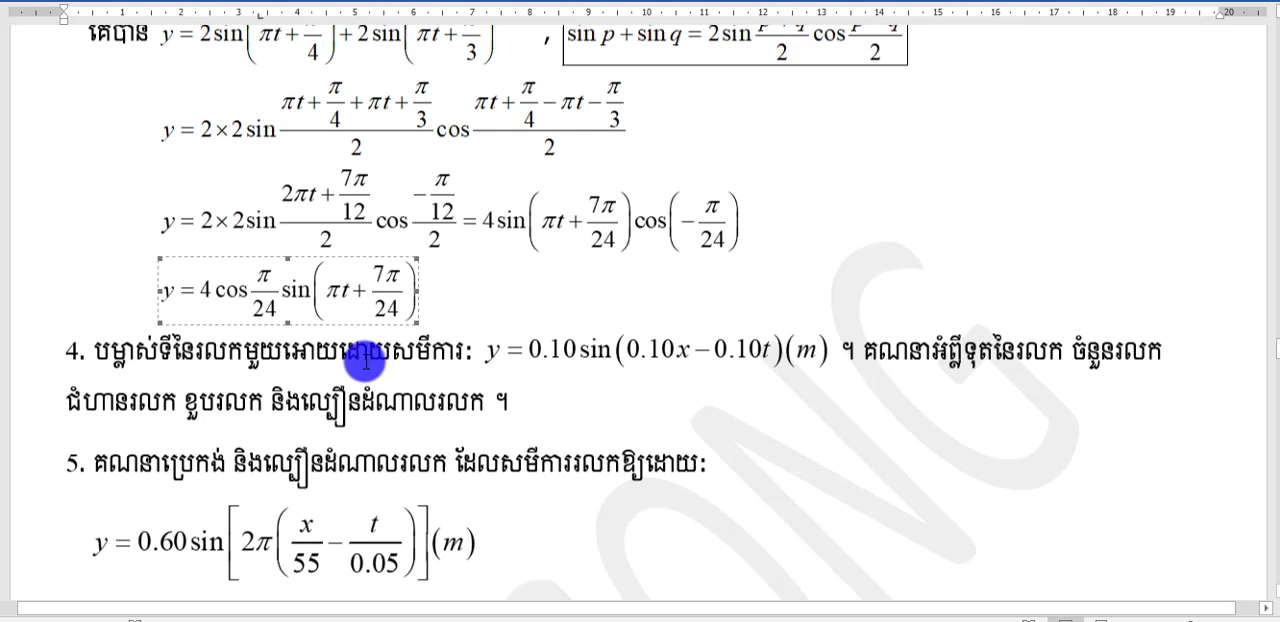 គេបាន y = 2sin(πt + π/4) + 2sin(πt + π/3) , sin p + sin q = 2sin (p + q)/2 cos (p − q)/2
y = 2×2sin (πt + π/4 + πt + π/3)/2 cos (πt + π/4 − πt − π/3)/2
y = 2×2sin (2πt + 7π/12)/2 cos (−π/12)/2 = 4sin(πt + 7π/24)cos(−π/24)
y = 4cos π/24 sin(πt + 7π/24)
4. បម្លាស់ទីនៃរលកមួយអោយដោយសមីការ: y = 0.10sin(0.10x − 0.10t)(m) ។ គណនាអំព្លីទុតនៃរលក ចំនួនរលក
ជំហានរលក ខួបរលក និងល្បឿនដំណាលរលក ។
5. គណនាប្រេកង់ និងល្បឿនដំណាលរលក ដែលសមីការរលកឱ្យដោយ:
y = 0.60sin[2π(x/55 − t/0.05)](m)